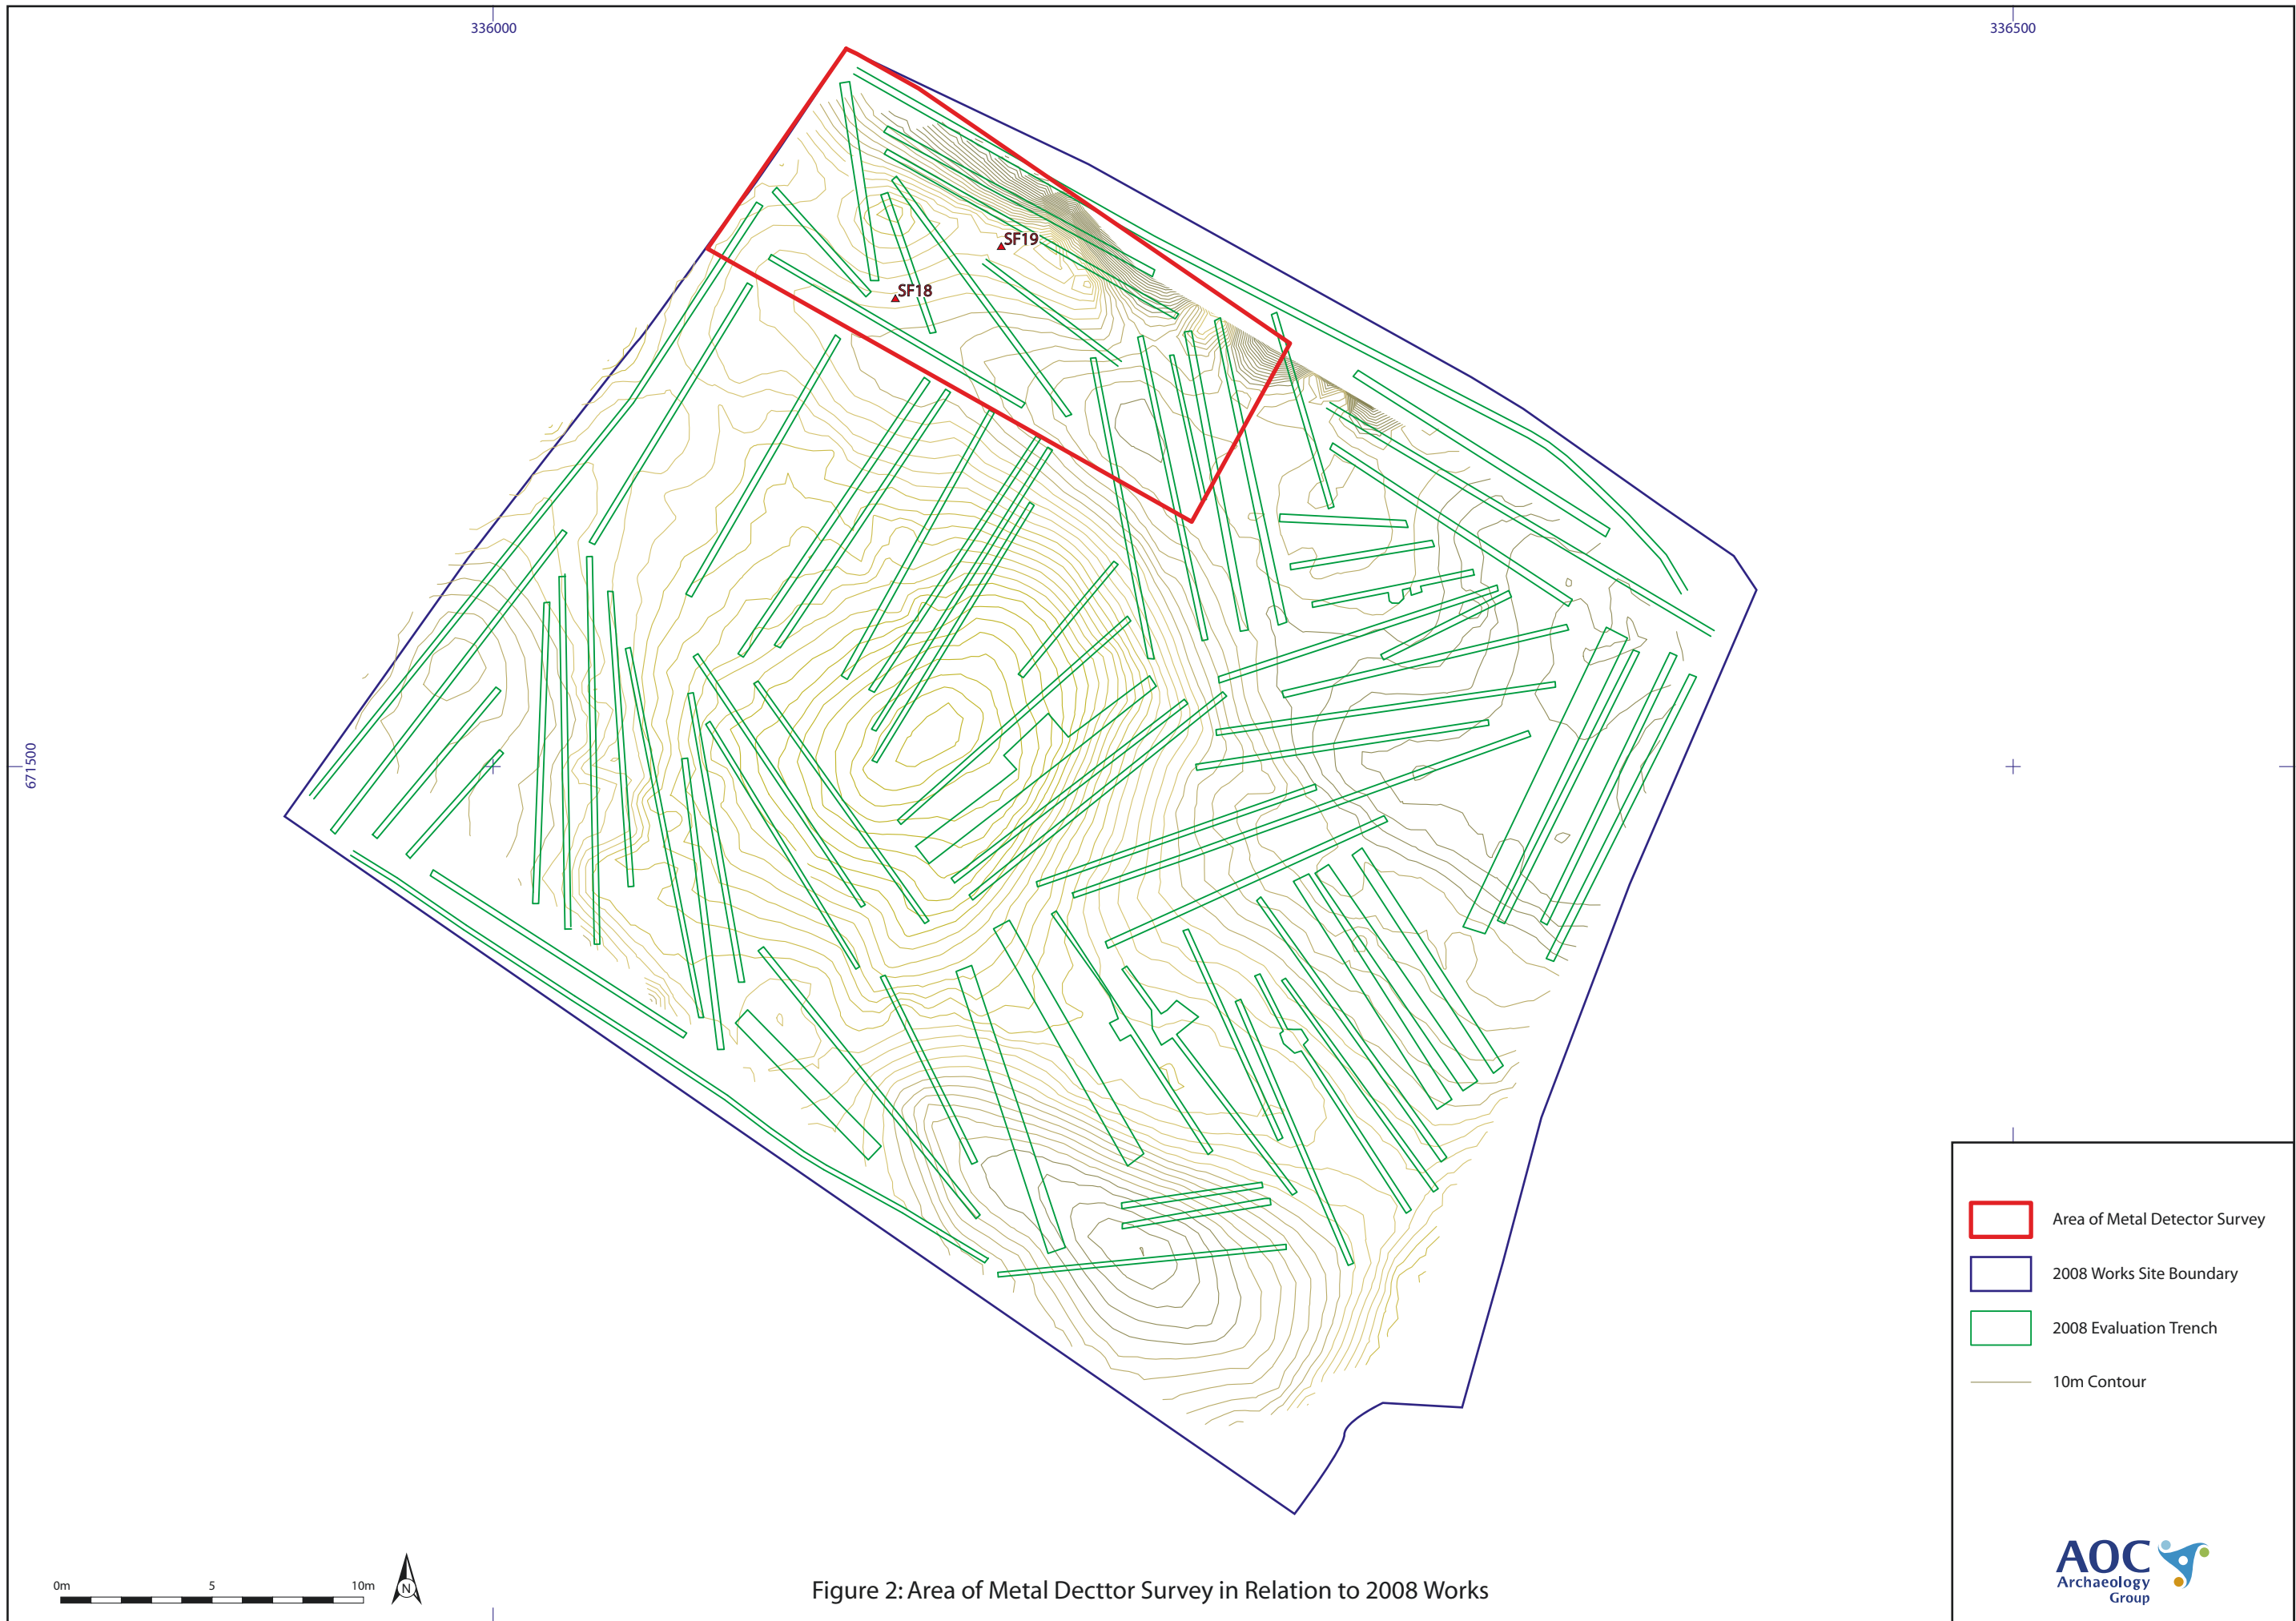 336000
336500
SF19
SF18
671500
Area of Metal Detector Survey
2008 Works Site Boundary
2008 Evaluation Trench
10m Contour
AOC
Archaeology
Group
0m 5 10m
N
Figure 2: Area of Metal Decttor Survey in Relation to 2008 Works